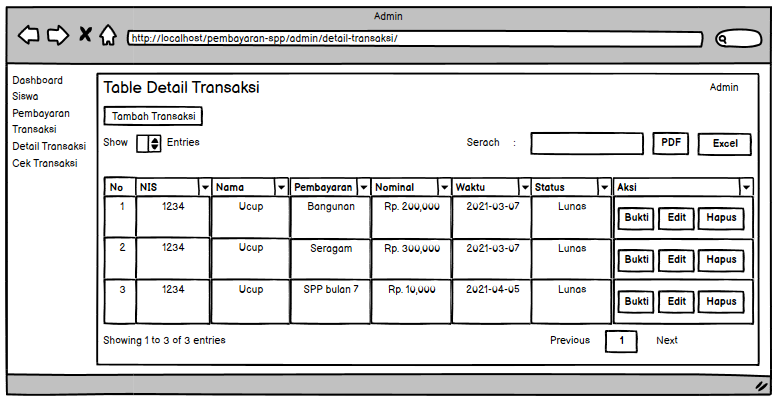 Admin
http://localhost/pembayaran-spp/admin/detail-transaksi/
Dashboard
Siswa
Pembayaran
Transaksi
Detail Transaksi
Cek Transaksi
Table Detail Transaksi Admin
Tambah Transaksi
Show Entries Serach : PDF Excel
No NIS Nama Pembayaran Nominal Waktu Status Aksi
1 1234 Ucup Bangunan Rp. 200,000 2021-03-07 Lunas Bukti Edit Hapus
2 1234 Ucup Seragam Rp. 300,000 2021-03-07 Lunas Bukti Edit Hapus
3 1234 Ucup SPP bulan 7 Rp. 10,000 2021-04-05 Lunas Bukti Edit Hapus
Showing 1 to 3 of 3 entries Previous 1 Next